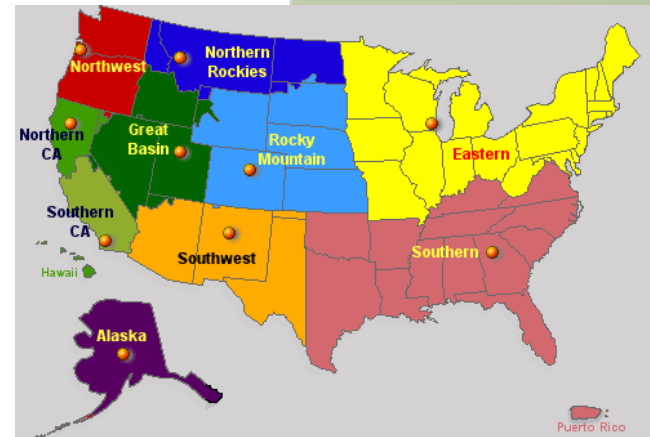 Northwest
Northern
Rockies
Northern
CA
Great
Basin
Rocky
Mountain
Eastern
Southern
CA
Southwest
Southern
Hawaii
Alaska
Puerto Rico